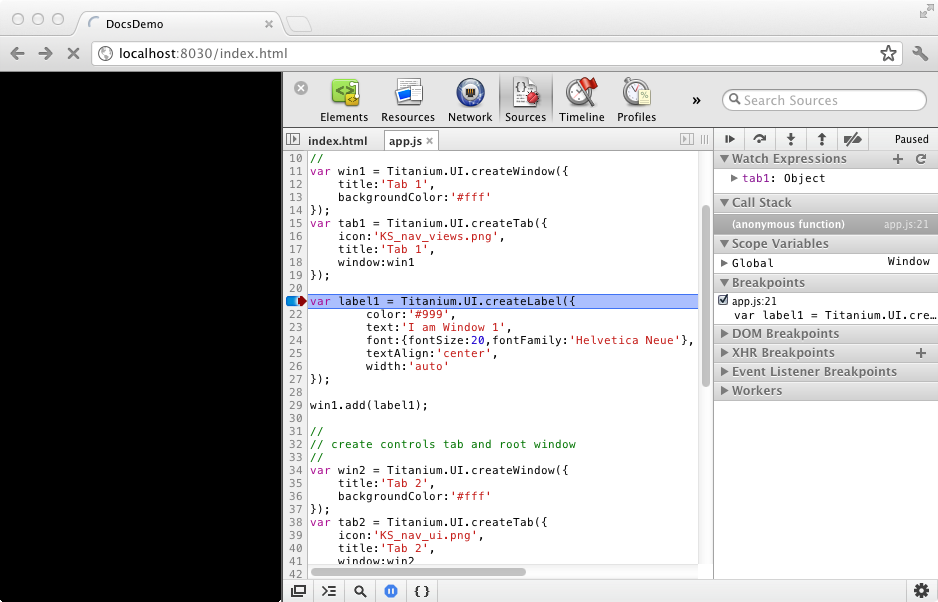 DocsDemo
localhost:8030/index.html
Elements Resources Network Sources Timeline Profiles » Search Sources
index.html app.js × Paused
10 //
11 var win1 = Titanium.UI.createWindow({
12 title:'Tab 1',
13 backgroundColor:'#fff'
14 });
15 var tab1 = Titanium.UI.createTab({
16 icon:'KS_nav_views.png',
17 title:'Tab 1',
18 window:win1
19 });
20
var label1 = Titanium.UI.createLabel({
22 color:'#999',
23 text:'I am Window 1',
24 font:{fontSize:20,fontFamily:'Helvetica Neue'},
25 textAlign:'center',
26 width:'auto'
27 });
28
29 win1.add(label1);
30
31 //
32 // create controls tab and root window
33 //
34 var win2 = Titanium.UI.createWindow({
35 title:'Tab 2',
36 backgroundColor:'#fff'
37 });
38 var tab2 = Titanium.UI.createTab({
39 icon:'KS_nav_ui.png',
40 title:'Tab 2',
41 window:win2
42
Watch Expressions
tab1: Object
Call Stack
(anonymous function) app.js:21
Scope Variables
Global Window
Breakpoints
app.js:21
var label1 = Titanium.UI.cre...
DOM Breakpoints
XHR Breakpoints
Event Listener Breakpoints
Workers